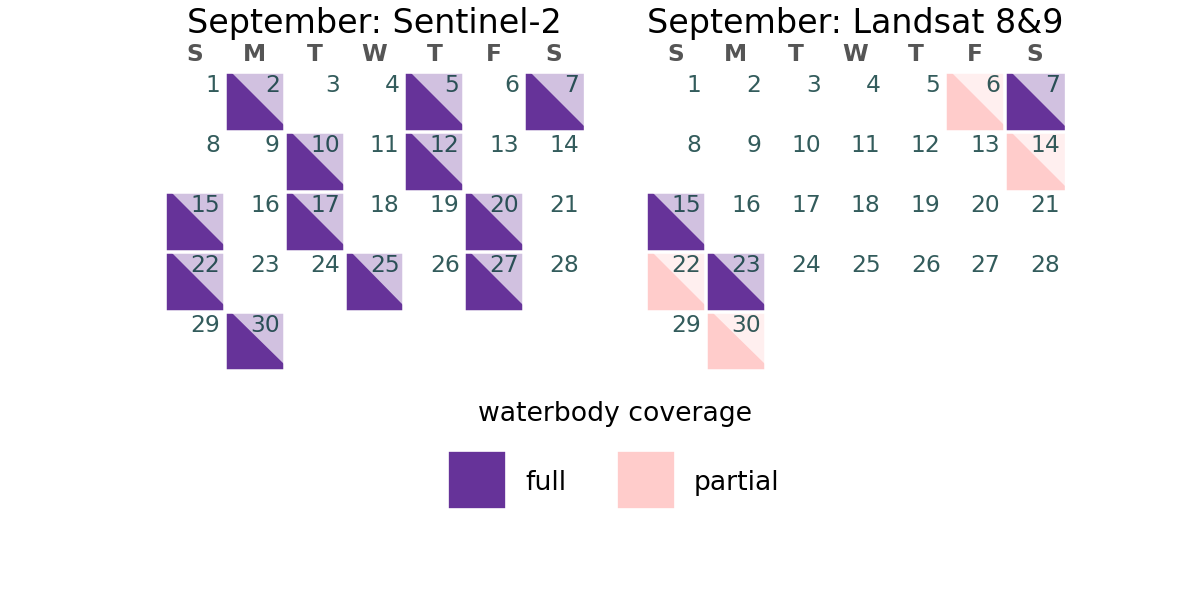 September: Sentinel-2
S M T W T F S
1 2 3 4 5 6 7
8 9 10 11 12 13 14
15 16 17 18 19 20 21
22 23 24 25 26 27 28
29 30
September: Landsat 8&9
S M T W T F S
1 2 3 4 5 6 7
8 9 10 11 12 13 14
15 16 17 18 19 20 21
22 23 24 25 26 27 28
29 30
waterbody coverage
full
partial